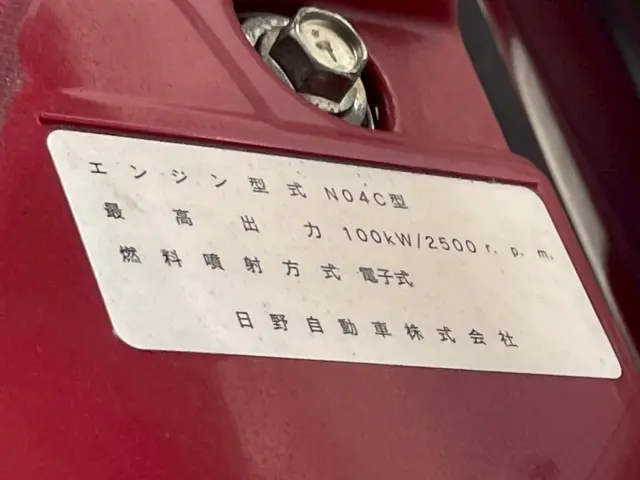 エンジン型式 N04C型
最高出力 100kW/2500 r.p.m.
燃料噴射方式 電子式
日野自動車株式会社